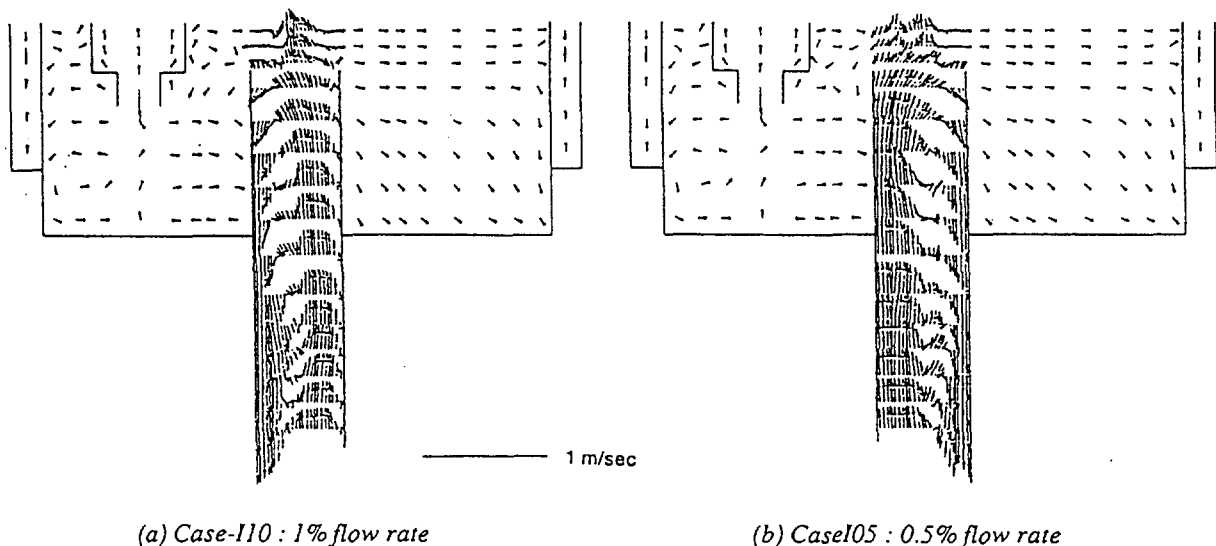 1 m/sec
(a) Case-I10 : 1% flow rate
(b) CaseI05 : 0.5% flow rate